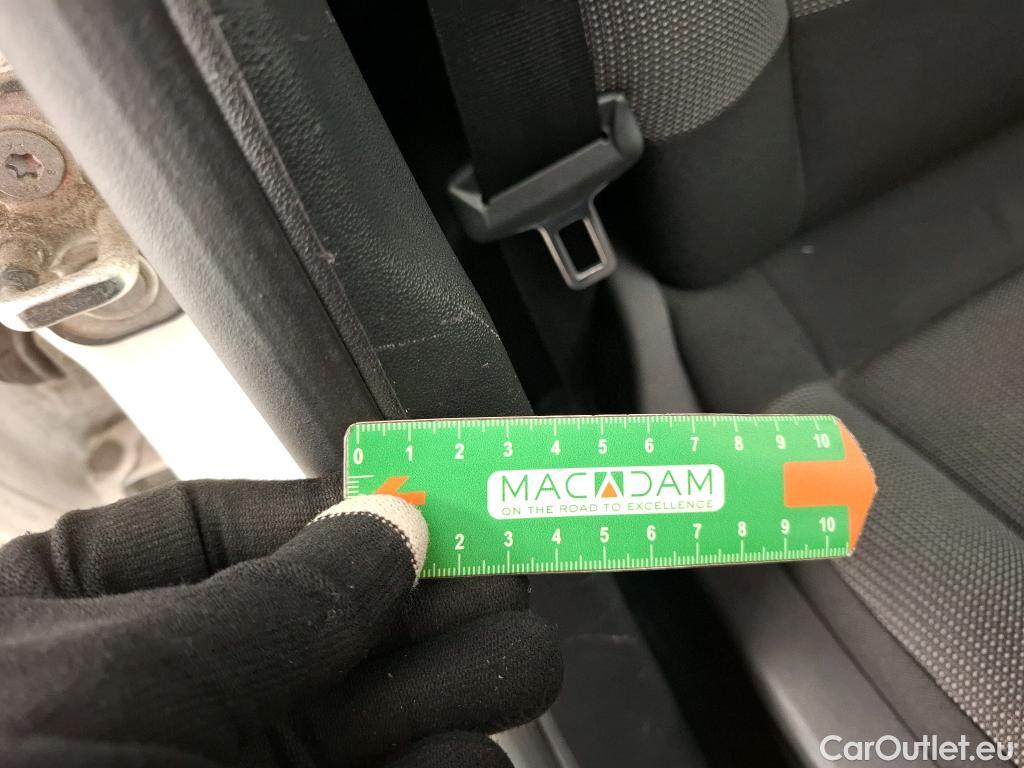 0 1 2 3 4 5 6 7 8 9 10
MACADAM
ON THE ROAD TO EXCELLENCE
2 3 4 5 6 7 8 9 10
CarOutlet.eu